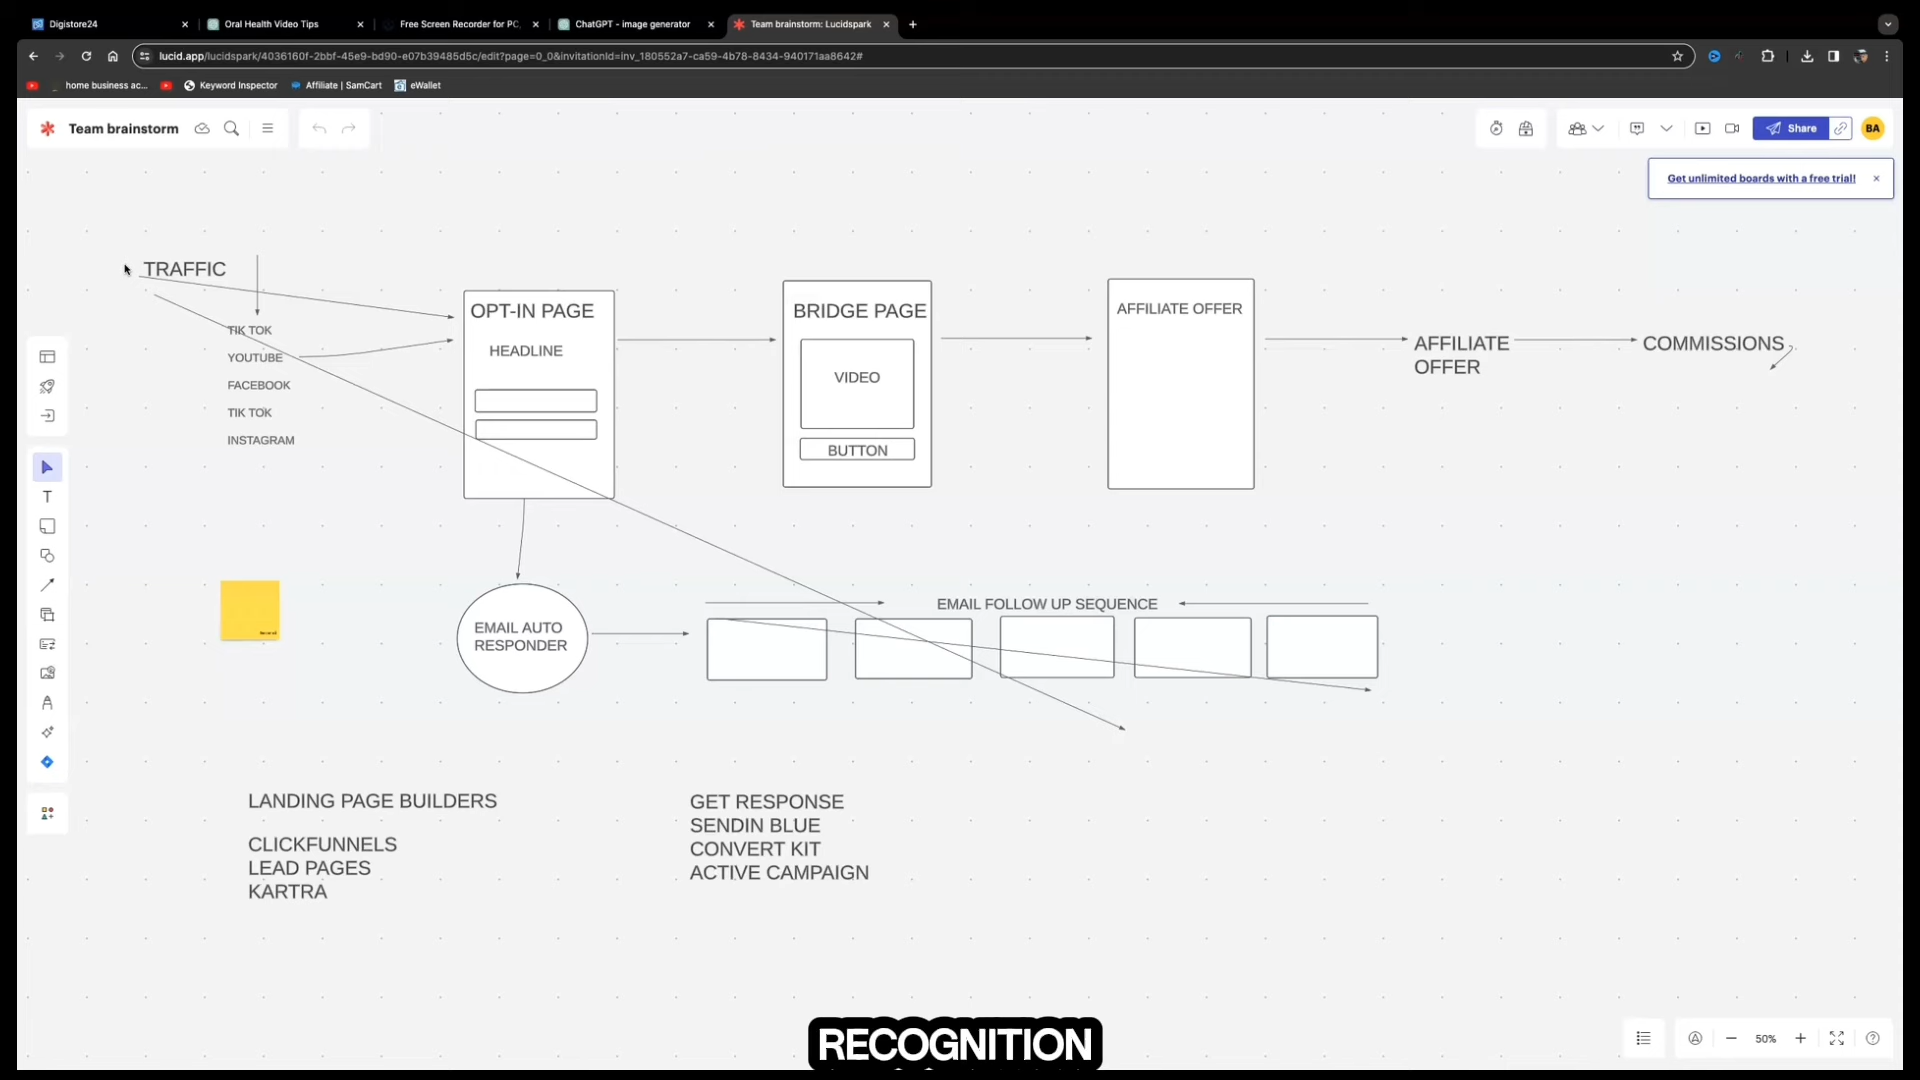 Digistore24
Oral Health Video Tips
Free Screen Recorder for PC,
ChatGPT - image generator
Team brainstorm: Lucidspark
lucid.app/lucidspark/4036160f-2bbf-45e9-bd90-e07b39485d5c/edit?page=0_0&invitationId=inv_180552a7-ca59-4b78-8434-940171aa8642#
home business ac...
Keyword Inspector
Affiliate | SamCart
eWallet
Team brainstorm
Share
BA
Get unlimited boards with a free trial!
TRAFFIC
TIK TOK
YOUTUBE
FACEBOOK
TIK TOK
INSTAGRAM
OPT-IN PAGE
HEADLINE
BRIDGE PAGE
VIDEO
BUTTON
AFFILIATE OFFER
AFFILIATE
OFFER
COMMISSIONS
EMAIL AUTO
RESPONDER
EMAIL FOLLOW UP SEQUENCE
LANDING PAGE BUILDERS
CLICKFUNNELS
LEAD PAGES
KARTRA
GET RESPONSE
SENDIN BLUE
CONVERT KIT
ACTIVE CAMPAIGN
RECOGNITION
50%